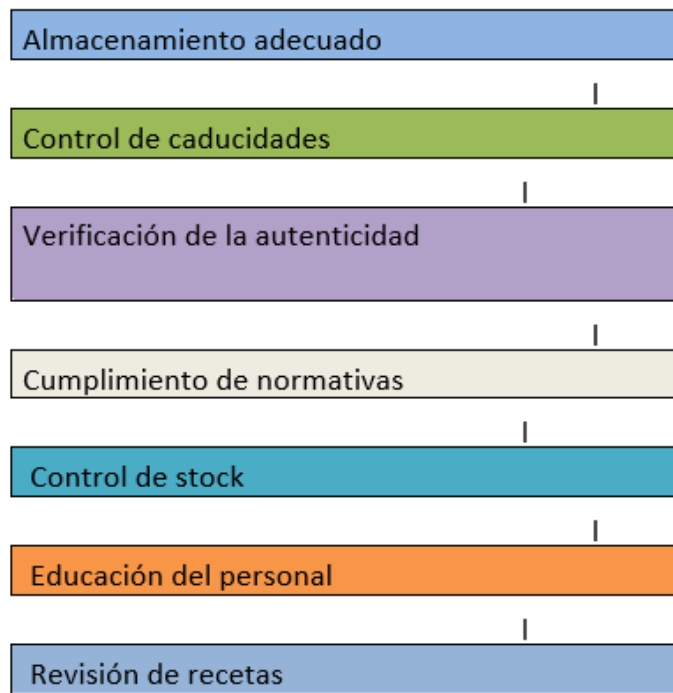 Almacenamiento adecuado
Control de caducidades
Verificación de la autenticidad
Cumplimiento de normativas
Control de stock
Educación del personal
Revisión de recetas